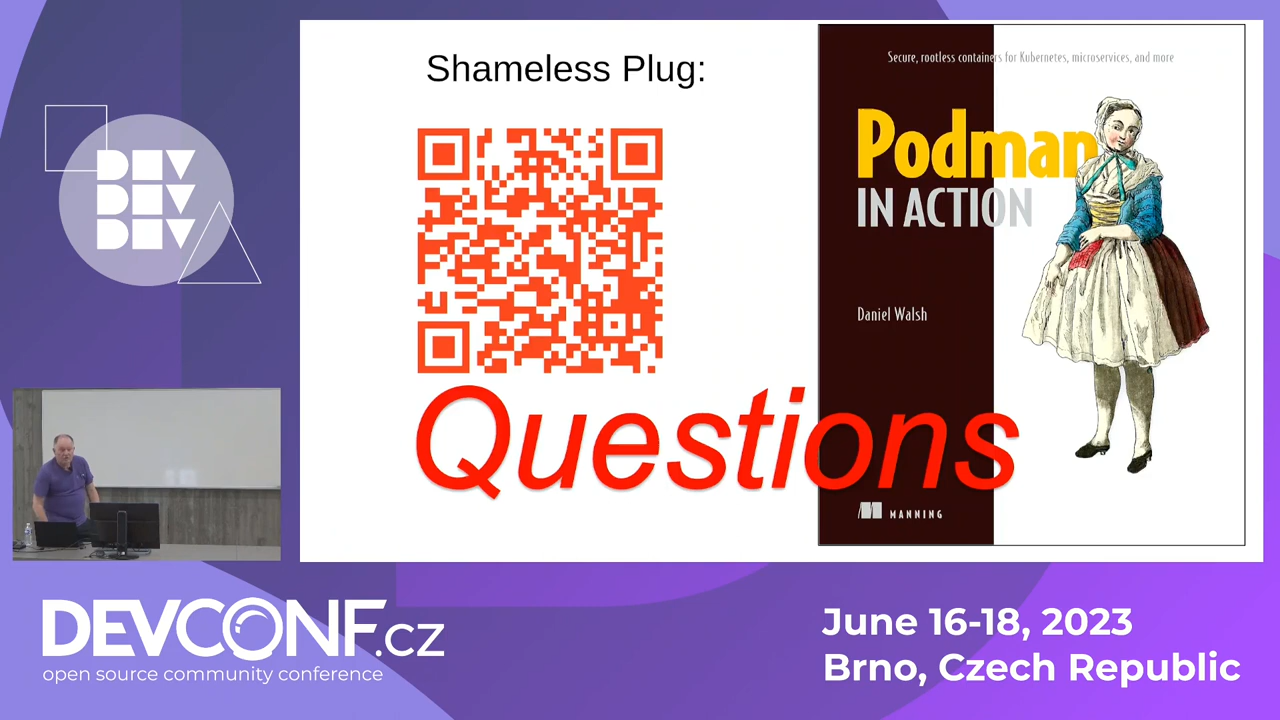 Shameless Plug:
Secure, rootless containers for Kubernetes, microservices, and more
Podman
IN ACTION
Daniel Walsh
MANNING
Questions
DEV
DEV
DEV
DEVCONF.cz
open source community conference
June 16-18, 2023
Brno, Czech Republic